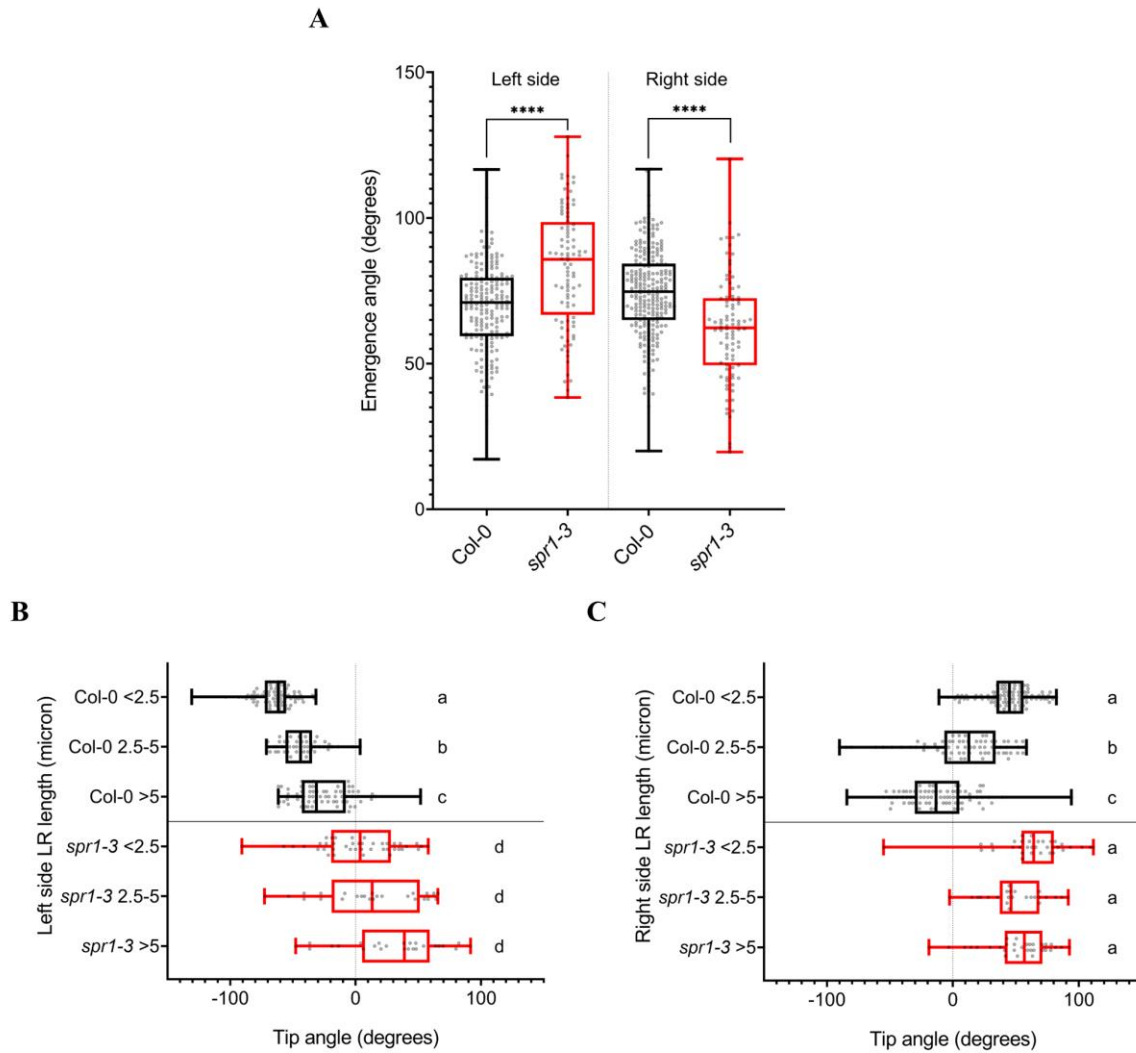 A
Left side
Right side
****
****
Emergence angle (degrees)
150
100
50
0
Col-0
spr1-3
Col-0
spr1-3
B
Left side LR length (micron)
Col-0 <2.5
a
Col-0 2.5-5
b
Col-0 >5
c
spr1-3 <2.5
d
spr1-3 2.5-5
d
spr1-3 >5
d
-100
0
100
Tip angle (degrees)
C
Right side LR length (micron)
Col-0 <2.5
a
Col-0 2.5-5
b
Col-0 >5
c
spr1-3 <2.5
a
spr1-3 2.5-5
a
spr1-3 >5
a
-100
0
100
Tip angle (degrees)